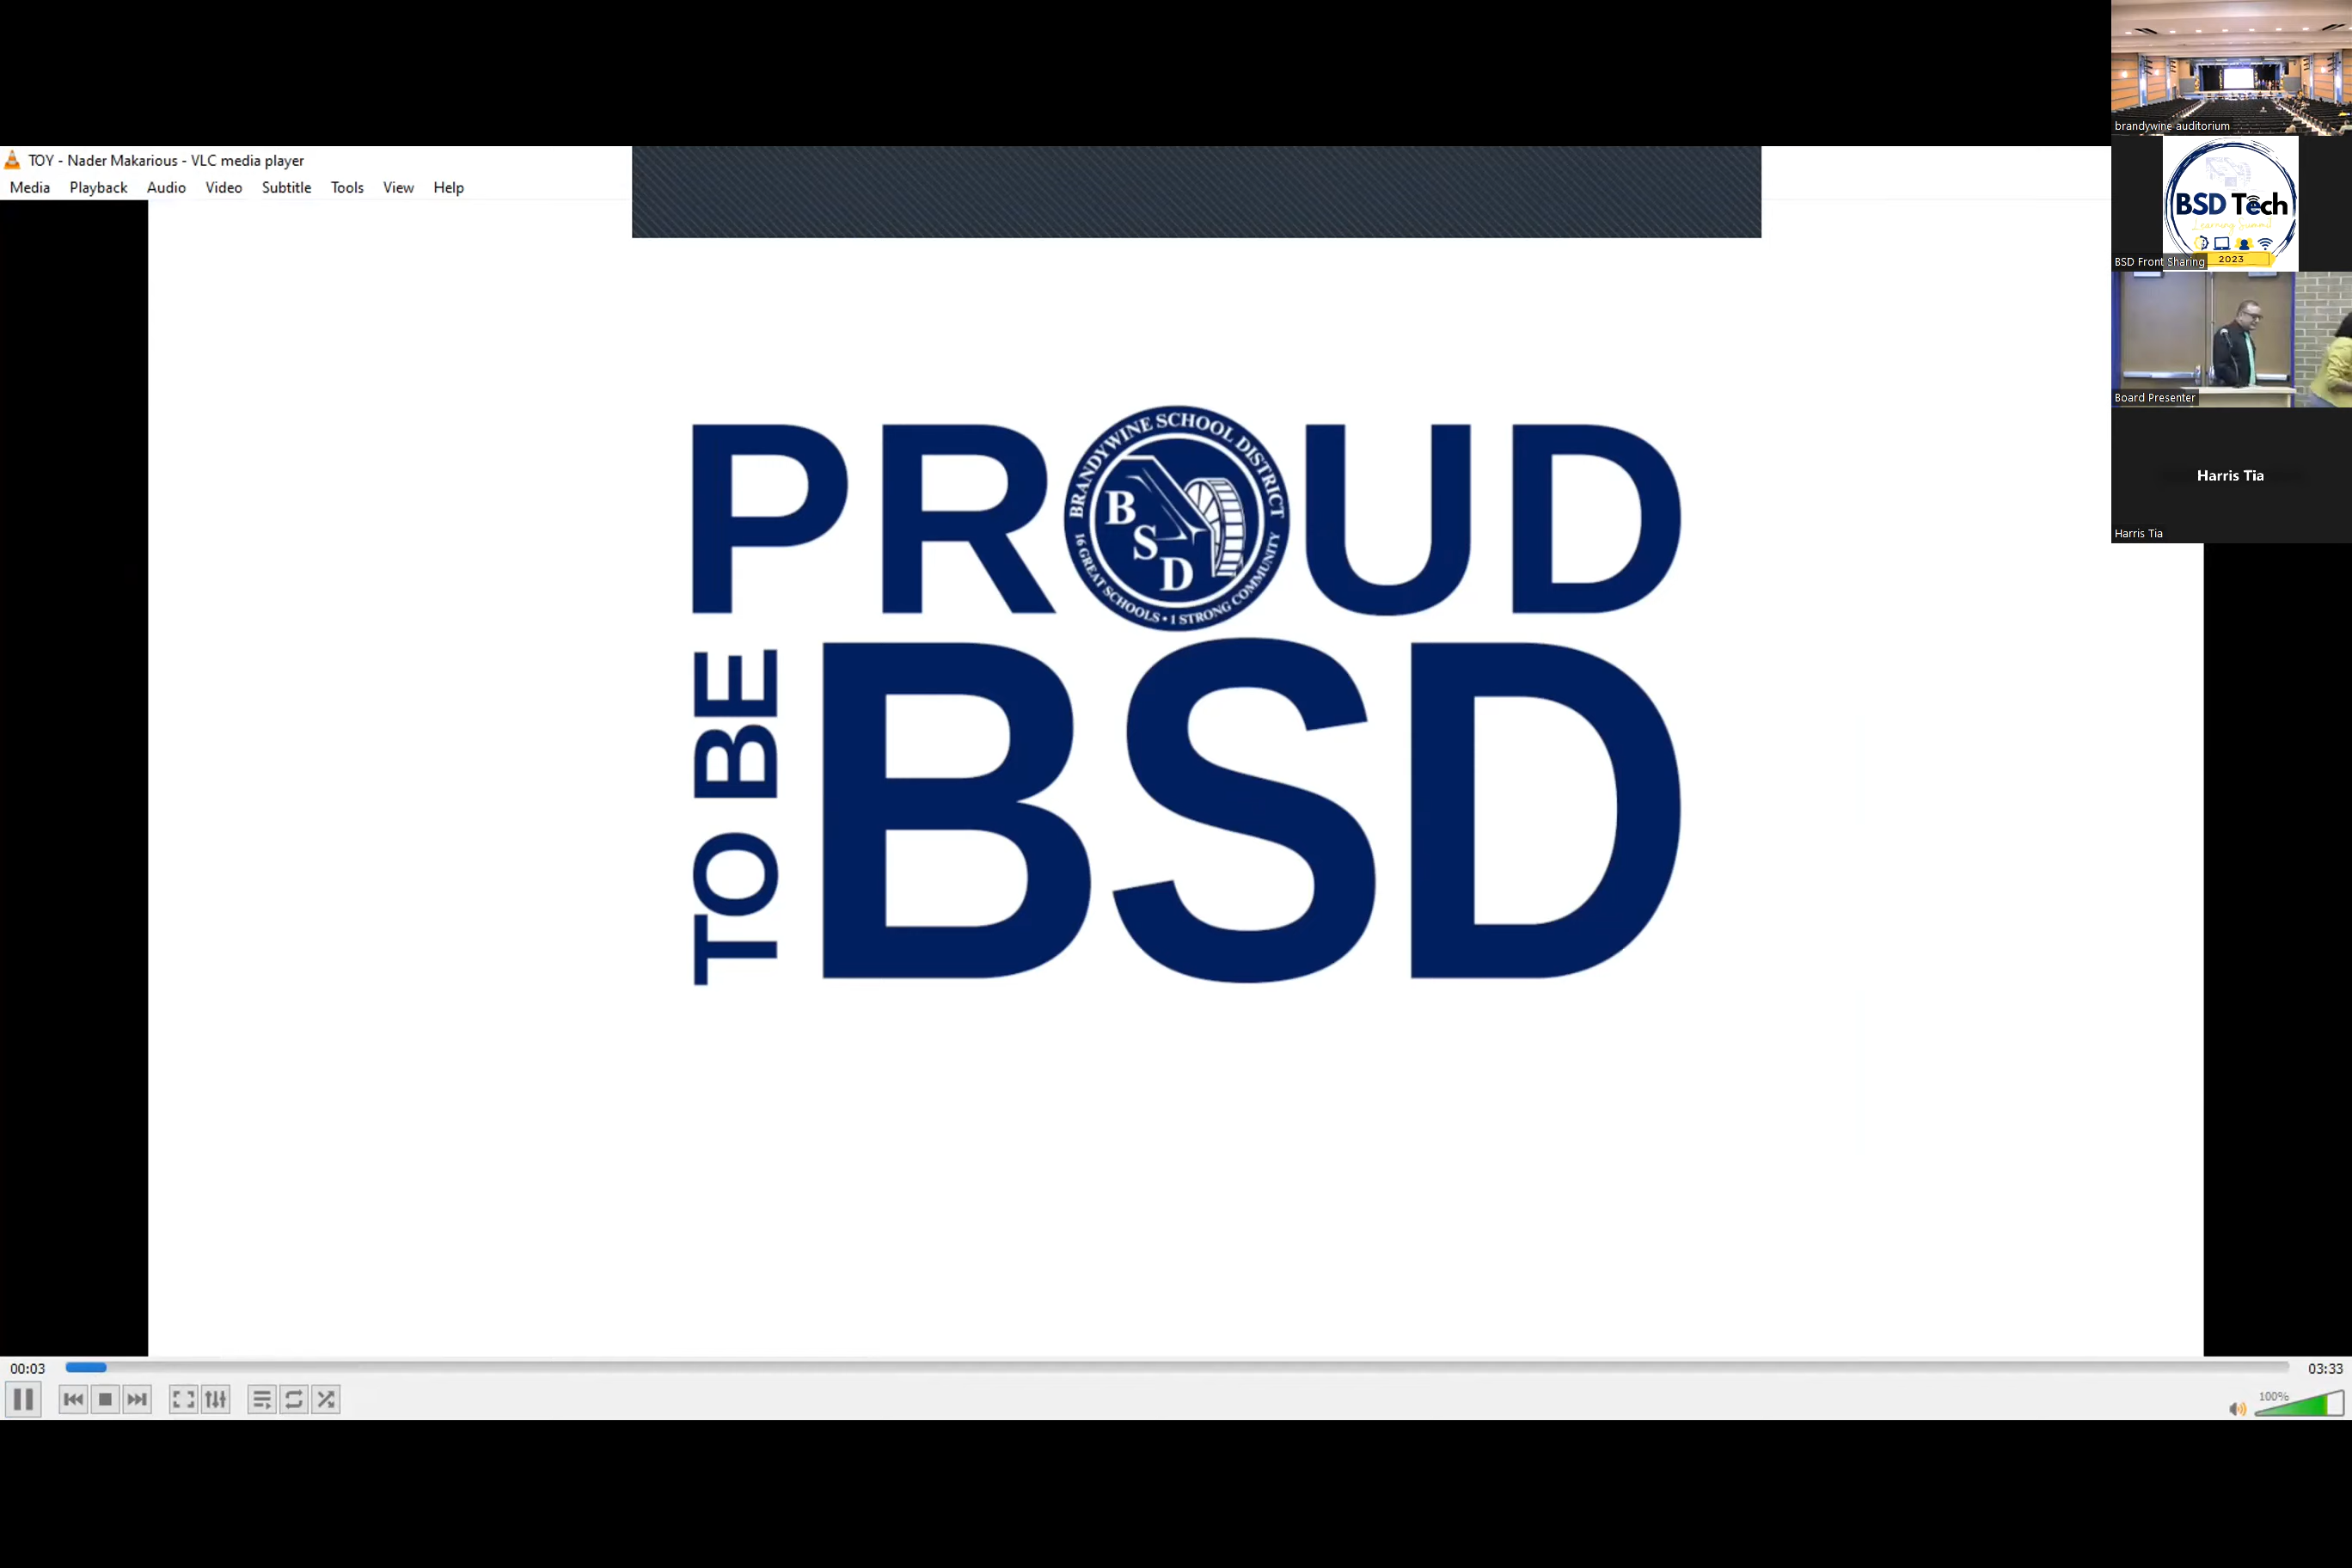 brandywine auditorium
TOY - Nader Makarious - VLC media player
Media Playback Audio Video Subtitle Tools View Help
BSD Tech
Learning Summit
2023
BSD Front Sharing
Board Presenter
Harris Tia
Harris Tia
PROUD
BRANDYWINE SCHOOL DISTRICT
BSD
16 GREAT SCHOOLS • 1 STRONG COMMUNITY
TO BE
BSD
00:03
03:33
100%